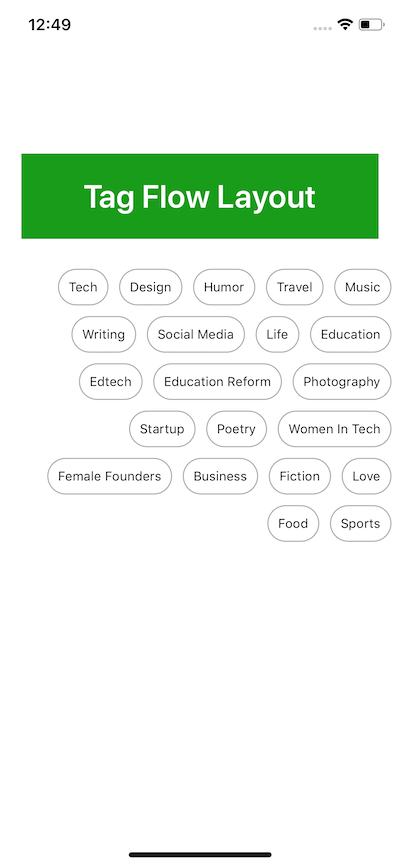 12:49
Tag Flow Layout
Tech Design Humor Travel Music
Writing Social Media Life Education
Edtech Education Reform Photography
Startup Poetry Women In Tech
Female Founders Business Fiction Love
Food Sports